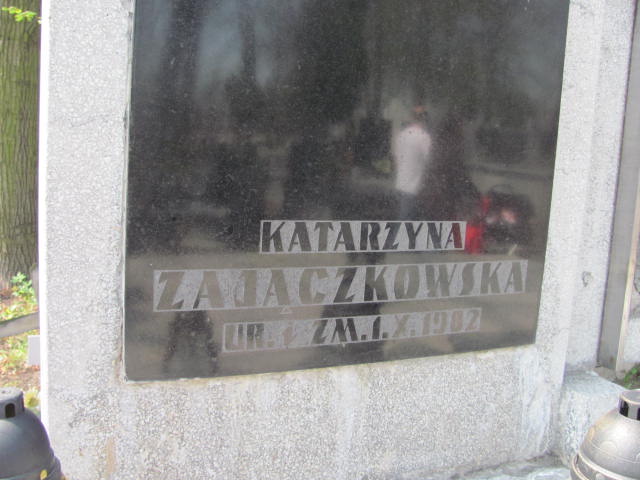 KATARZYNA
ZAJĄCZKOWSKA
UR. i ZM. 1. X. 1982